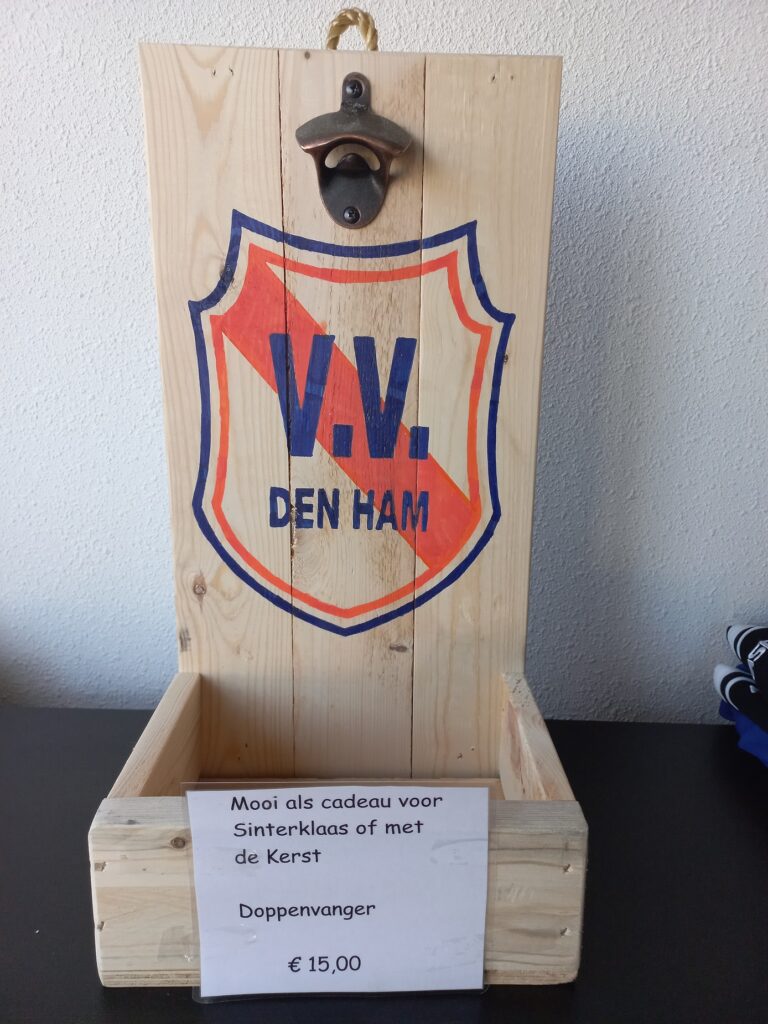 V.V.
DEN HAM
Mooi als cadeau voor
Sinterklaas of met
de Kerst
Doppenvanger
€ 15,00